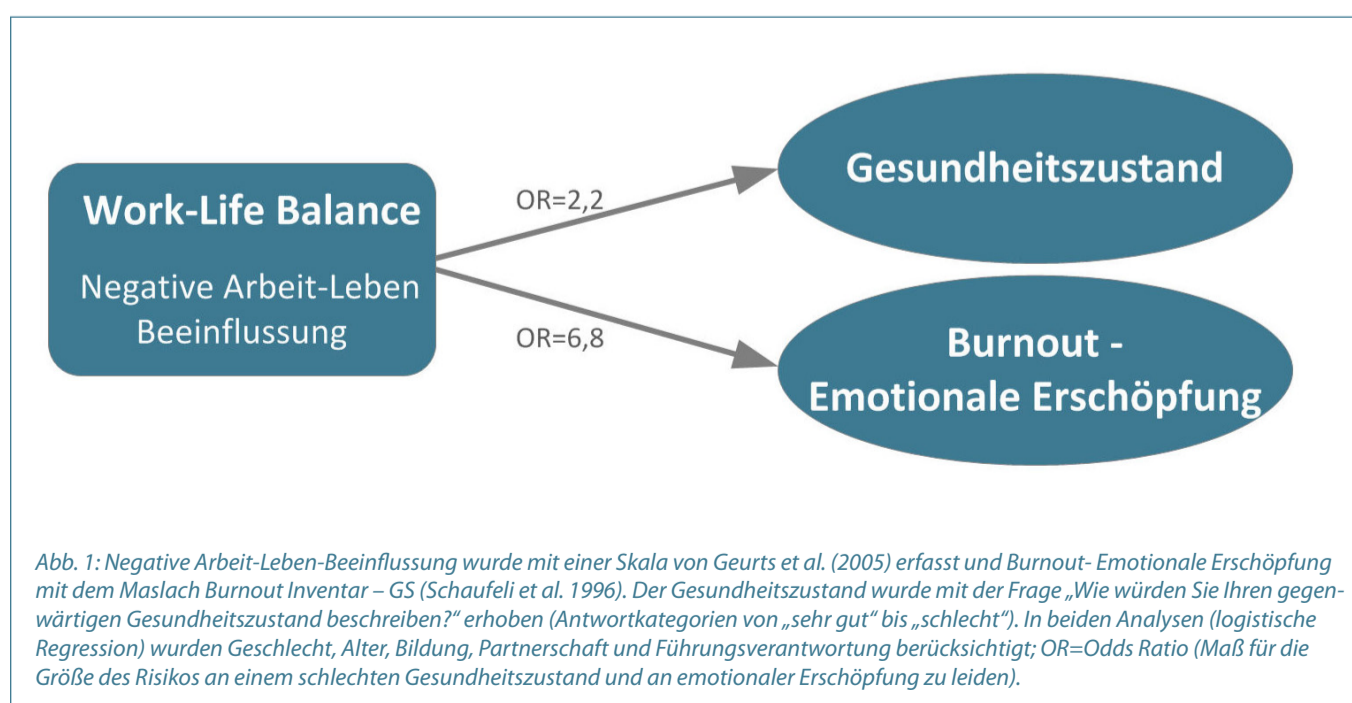 Work-Life Balance
Negative Arbeit-Leben
Beeinflussung
OR=2,2
OR=6,8
Gesundheitszustand
Burnout -
Emotionale Erschöpfung
Abb. 1: Negative Arbeit-Leben-Beeinflussung wurde mit einer Skala von Geurts et al. (2005) erfasst und Burnout- Emotionale Erschöpfung
mit dem Maslach Burnout Inventar – GS (Schaufeli et al. 1996). Der Gesundheitszustand wurde mit der Frage „Wie würden Sie Ihren gegen-
wärtigen Gesundheitszustand beschreiben?“ erhoben (Antwortkategorien von „sehr gut“ bis „schlecht“). In beiden Analysen (logistische
Regression) wurden Geschlecht, Alter, Bildung, Partnerschaft und Führungsverantwortung berücksichtigt; OR=Odds Ratio (Maß für die
Größe des Risikos an einem schlechten Gesundheitszustand und an emotionaler Erschöpfung zu leiden).